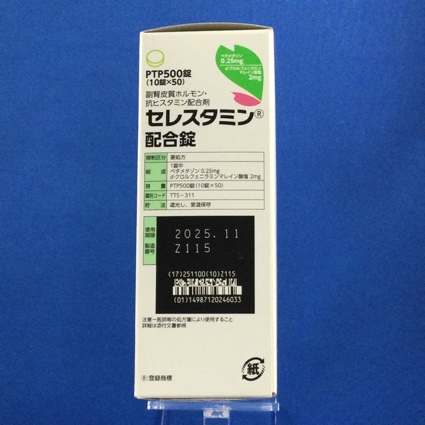 PTP500錠
(10錠×50)
ベタメタゾン
0.25mg
d-クロルフェニラミン
マレイン酸塩
2mg
副腎皮質ホルモン・
抗ヒスタミン配合剤
セレスタミン®
配合錠
規制区分 要処方
組成 1錠中
ベタメタゾン 0.25mg
d-クロルフェニラミンマレイン酸塩 2mg
容量 PTP500錠(10錠×50)
識別コード TTS-311
貯法 遮光し、室温保存
使用期限 2025.11
製造番号 Z115
(17)251100(10)Z115
(01)14987120246033
注意-医師等の処方箋により使用すること
詳細は添付文書参照
紙
®登録商標